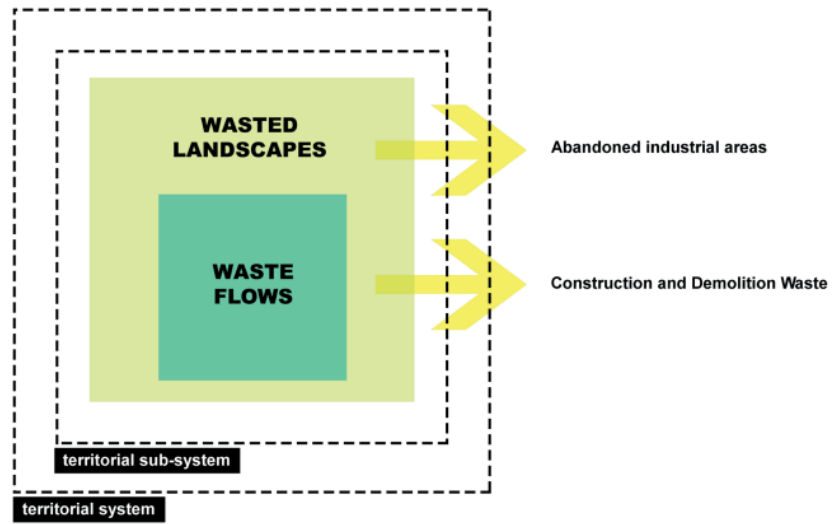 WASTED
LANDSCAPES
Abandoned industrial areas
WASTE
FLOWS
Construction and Demolition Waste
territorial sub-system
territorial system